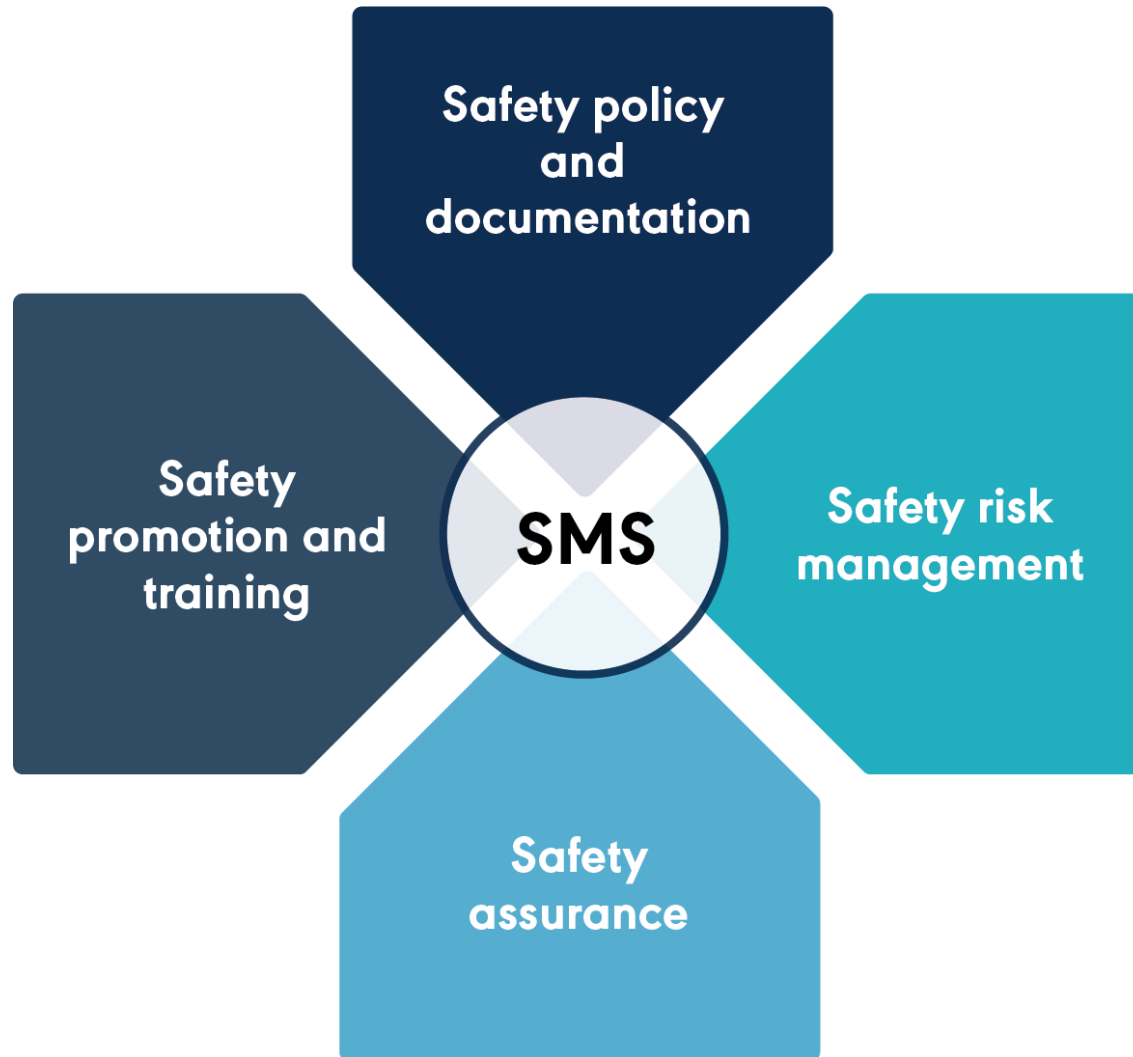 Safety policy
and
documentation
Safety
promotion and
training
SMS
Safety risk
management
Safety
assurance